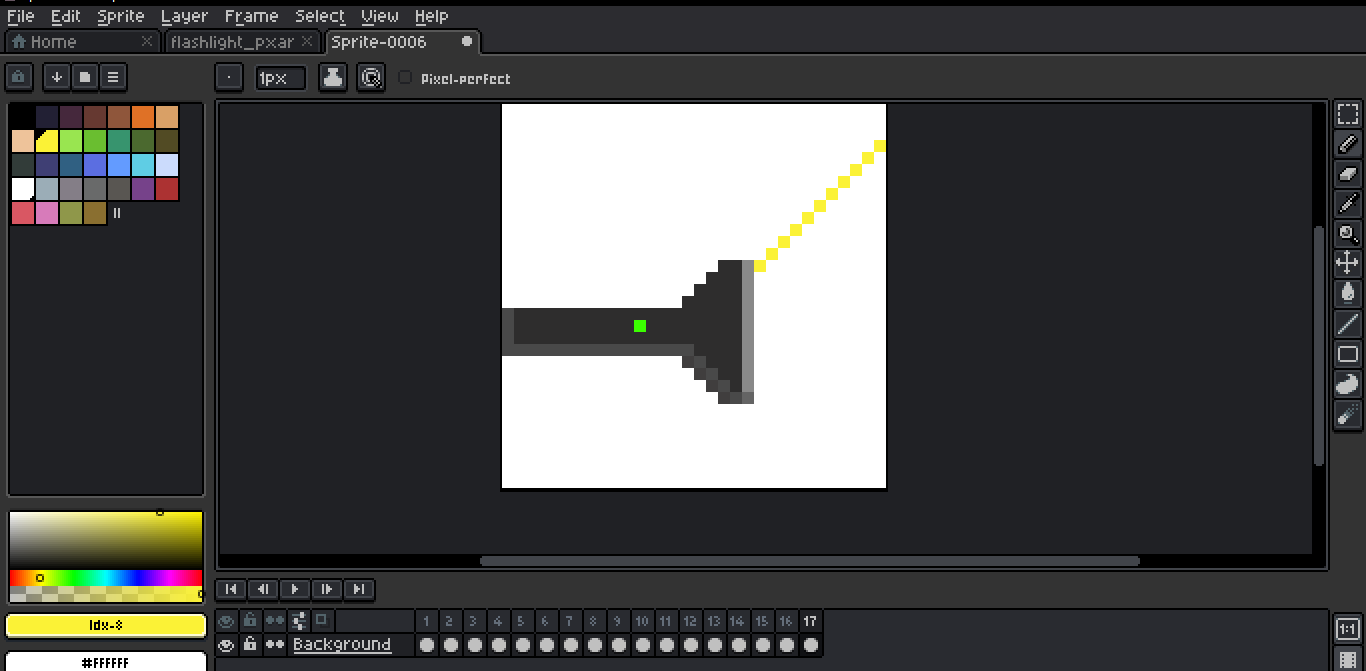 File Edit Sprite Layer Frame Select View Help
Home flashlight_pxar Sprite-0006
1px Pixel-perfect
Idx-8
#FFFFFF
1 2 3 4 5 6 7 8 9 10 11 12 13 14 15 16 17
Background
1:1